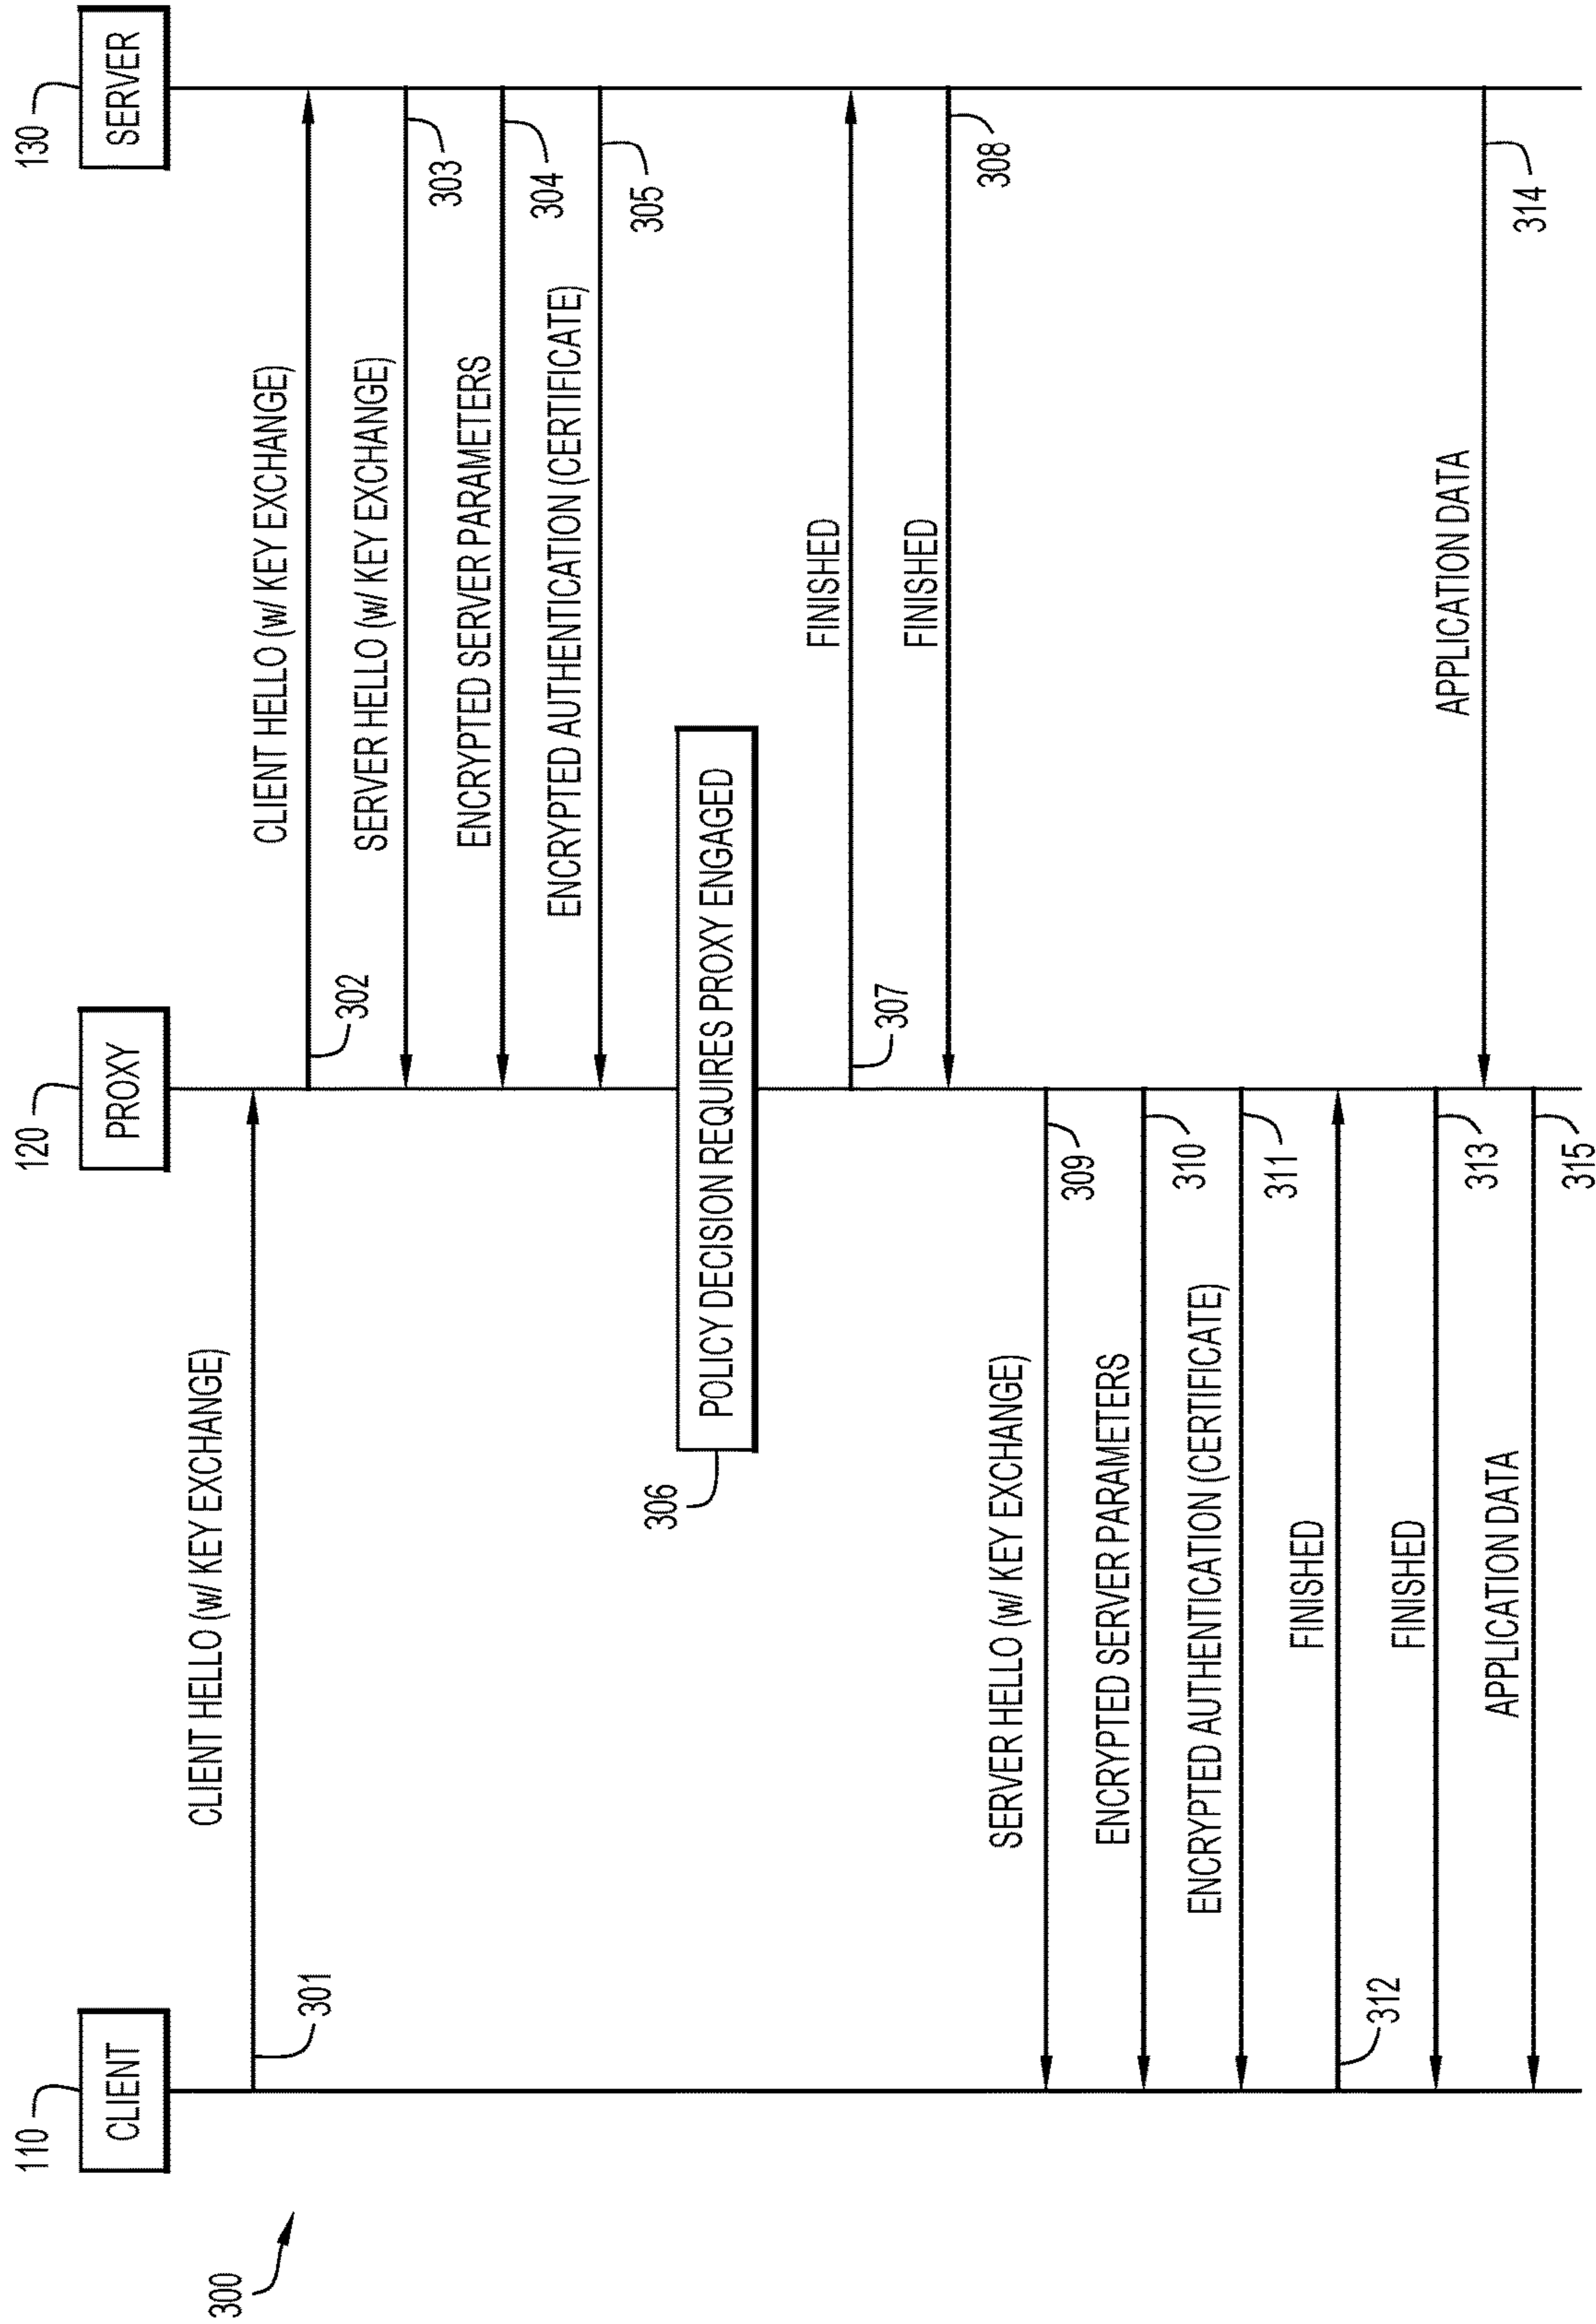 110
120
130
CLIENT
PROXY
SERVER
300
CLIENT HELLO (w/ KEY EXCHANGE)
301
CLIENT HELLO (w/ KEY EXCHANGE)
302
SERVER HELLO (w/ KEY EXCHANGE)
303
ENCRYPTED SERVER PARAMETERS
304
ENCRYPTED AUTHENTICATION (CERTIFICATE)
305
306
POLICY DECISION REQUIRES PROXY ENGAGED
FINISHED
307
FINISHED
308
SERVER HELLO (w/ KEY EXCHANGE)
309
ENCRYPTED SERVER PARAMETERS
310
ENCRYPTED AUTHENTICATION (CERTIFICATE)
311
FINISHED
312
FINISHED
313
APPLICATION DATA
314
APPLICATION DATA
315